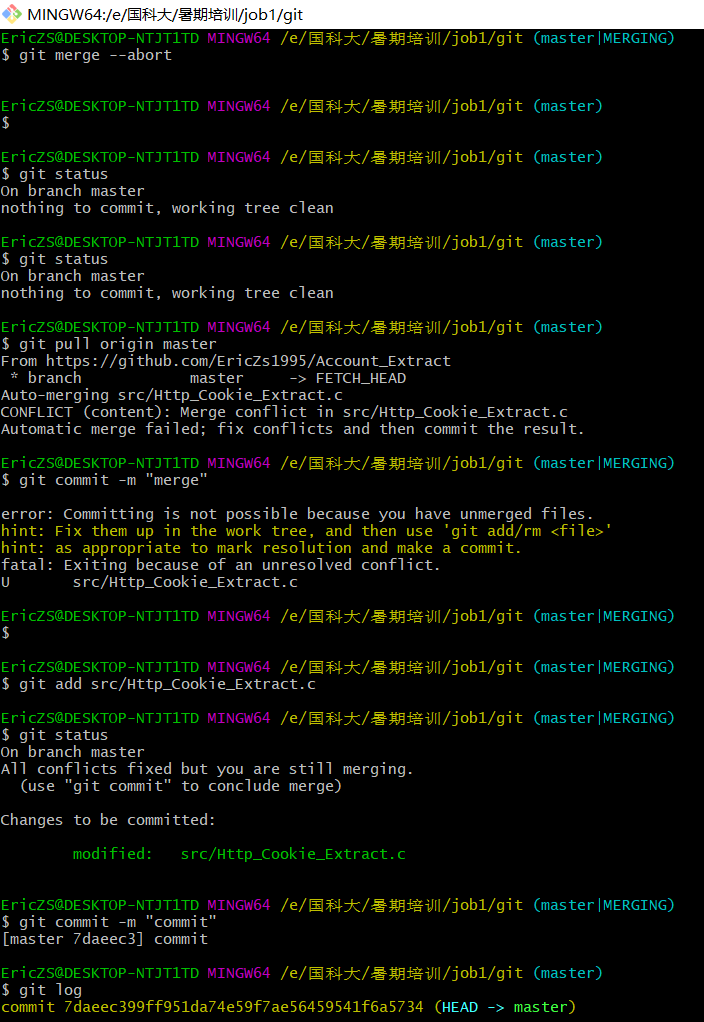 MINGW64:/e/国科大/暑期培训/job1/git
EricZS@DESKTOP-NTJT1TD MINGW64 /e/国科大/暑期培训/job1/git (master|MERGING)
$ git merge --abort
EricZS@DESKTOP-NTJT1TD MINGW64 /e/国科大/暑期培训/job1/git (master)
$
EricZS@DESKTOP-NTJT1TD MINGW64 /e/国科大/暑期培训/job1/git (master)
$ git status
On branch master
nothing to commit, working tree clean
EricZS@DESKTOP-NTJT1TD MINGW64 /e/国科大/暑期培训/job1/git (master)
$ git status
On branch master
nothing to commit, working tree clean
EricZS@DESKTOP-NTJT1TD MINGW64 /e/国科大/暑期培训/job1/git (master)
$ git pull origin master
From https://github.com/EricZs1995/Account_Extract
 * branch            master     -> FETCH_HEAD
Auto-merging src/Http_Cookie_Extract.c
CONFLICT (content): Merge conflict in src/Http_Cookie_Extract.c
Automatic merge failed; fix conflicts and then commit the result.
EricZS@DESKTOP-NTJT1TD MINGW64 /e/国科大/暑期培训/job1/git (master|MERGING)
$ git commit -m "merge"
error: Committing is not possible because you have unmerged files.
hint: Fix them up in the work tree, and then use 'git add/rm <file>'
hint: as appropriate to mark resolution and make a commit.
fatal: Exiting because of an unresolved conflict.
U       src/Http_Cookie_Extract.c
EricZS@DESKTOP-NTJT1TD MINGW64 /e/国科大/暑期培训/job1/git (master|MERGING)
$
EricZS@DESKTOP-NTJT1TD MINGW64 /e/国科大/暑期培训/job1/git (master|MERGING)
$ git add src/Http_Cookie_Extract.c
EricZS@DESKTOP-NTJT1TD MINGW64 /e/国科大/暑期培训/job1/git (master|MERGING)
$ git status
On branch master
All conflicts fixed but you are still merging.
  (use "git commit" to conclude merge)
Changes to be committed:
        modified:   src/Http_Cookie_Extract.c
EricZS@DESKTOP-NTJT1TD MINGW64 /e/国科大/暑期培训/job1/git (master|MERGING)
$ git commit -m "commit"
[master 7daeec3] commit
EricZS@DESKTOP-NTJT1TD MINGW64 /e/国科大/暑期培训/job1/git (master)
$ git log
commit 7daeec399ff951da74e59f7ae56459541f6a5734 (HEAD -> master)